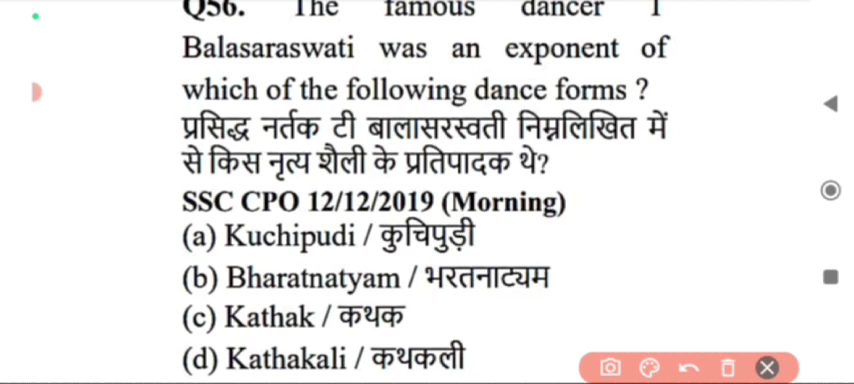 Q56. The famous dancer T
Balasaraswati was an exponent of
which of the following dance forms ?
प्रसिद्ध नर्तक टी बालासरस्वती निम्नलिखित में
से किस नृत्य शैली के प्रतिपादक थे?
SSC CPO 12/12/2019 (Morning)
(a) Kuchipudi / कुचिपुड़ी
(b) Bharatnatyam / भरतनाट्यम
(c) Kathak / कथक
(d) Kathakali / कथकली